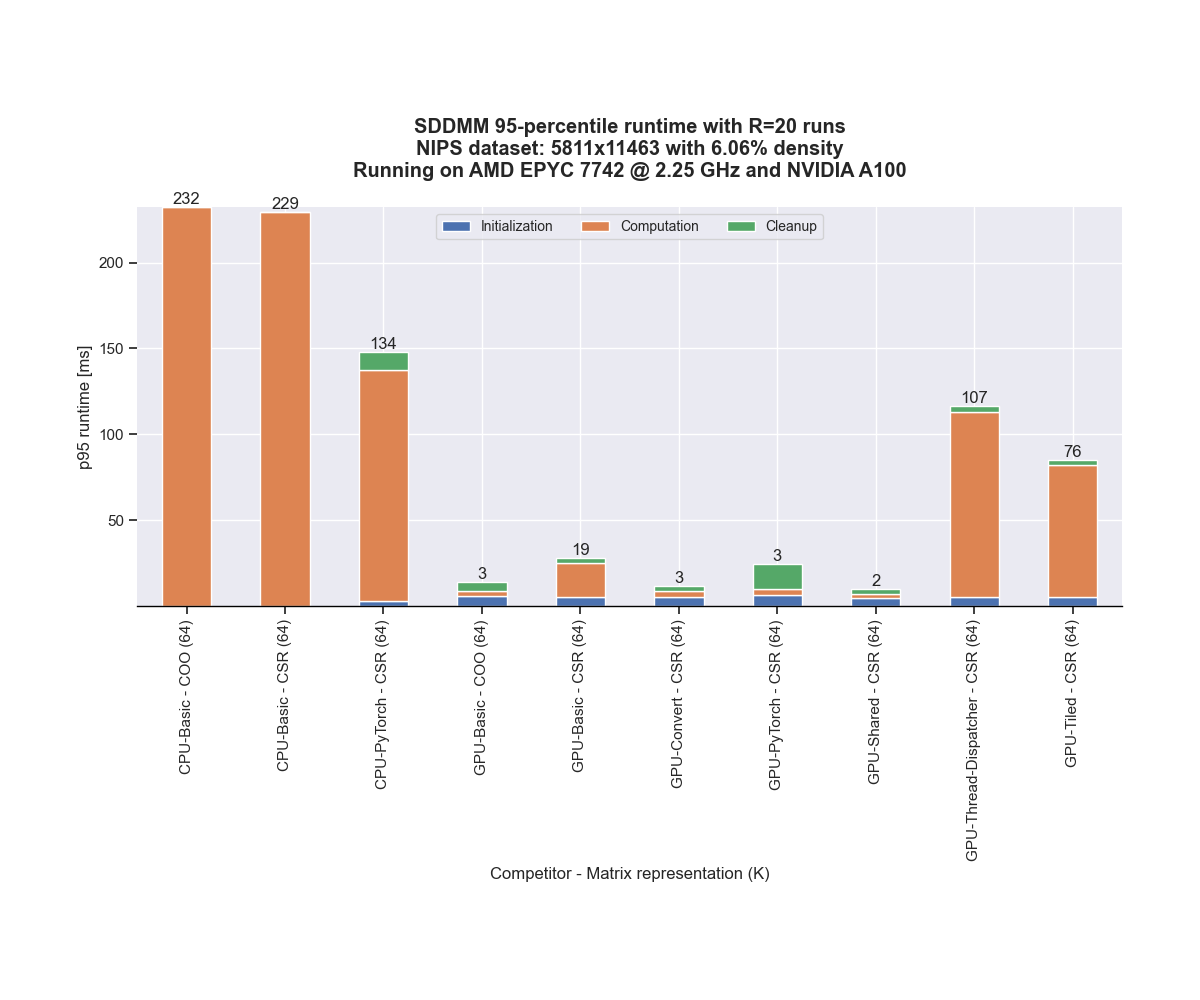 SDDMM 95-percentile runtime with R=20 runs
NIPS dataset: 5811x11463 with 6.06% density
Running on AMD EPYC 7742 @ 2.25 GHz and NVIDIA A100
Initialization
Computation
Cleanup
232
229
134
3
19
3
3
2
107
76
p95 runtime [ms]
200
150
100
50
CPU-Basic - COO (64)
CPU-Basic - CSR (64)
CPU-PyTorch - CSR (64)
GPU-Basic - COO (64)
GPU-Basic - CSR (64)
GPU-Convert - CSR (64)
GPU-PyTorch - CSR (64)
GPU-Shared - CSR (64)
GPU-Thread-Dispatcher - CSR (64)
GPU-Tiled - CSR (64)
Competitor - Matrix representation (K)